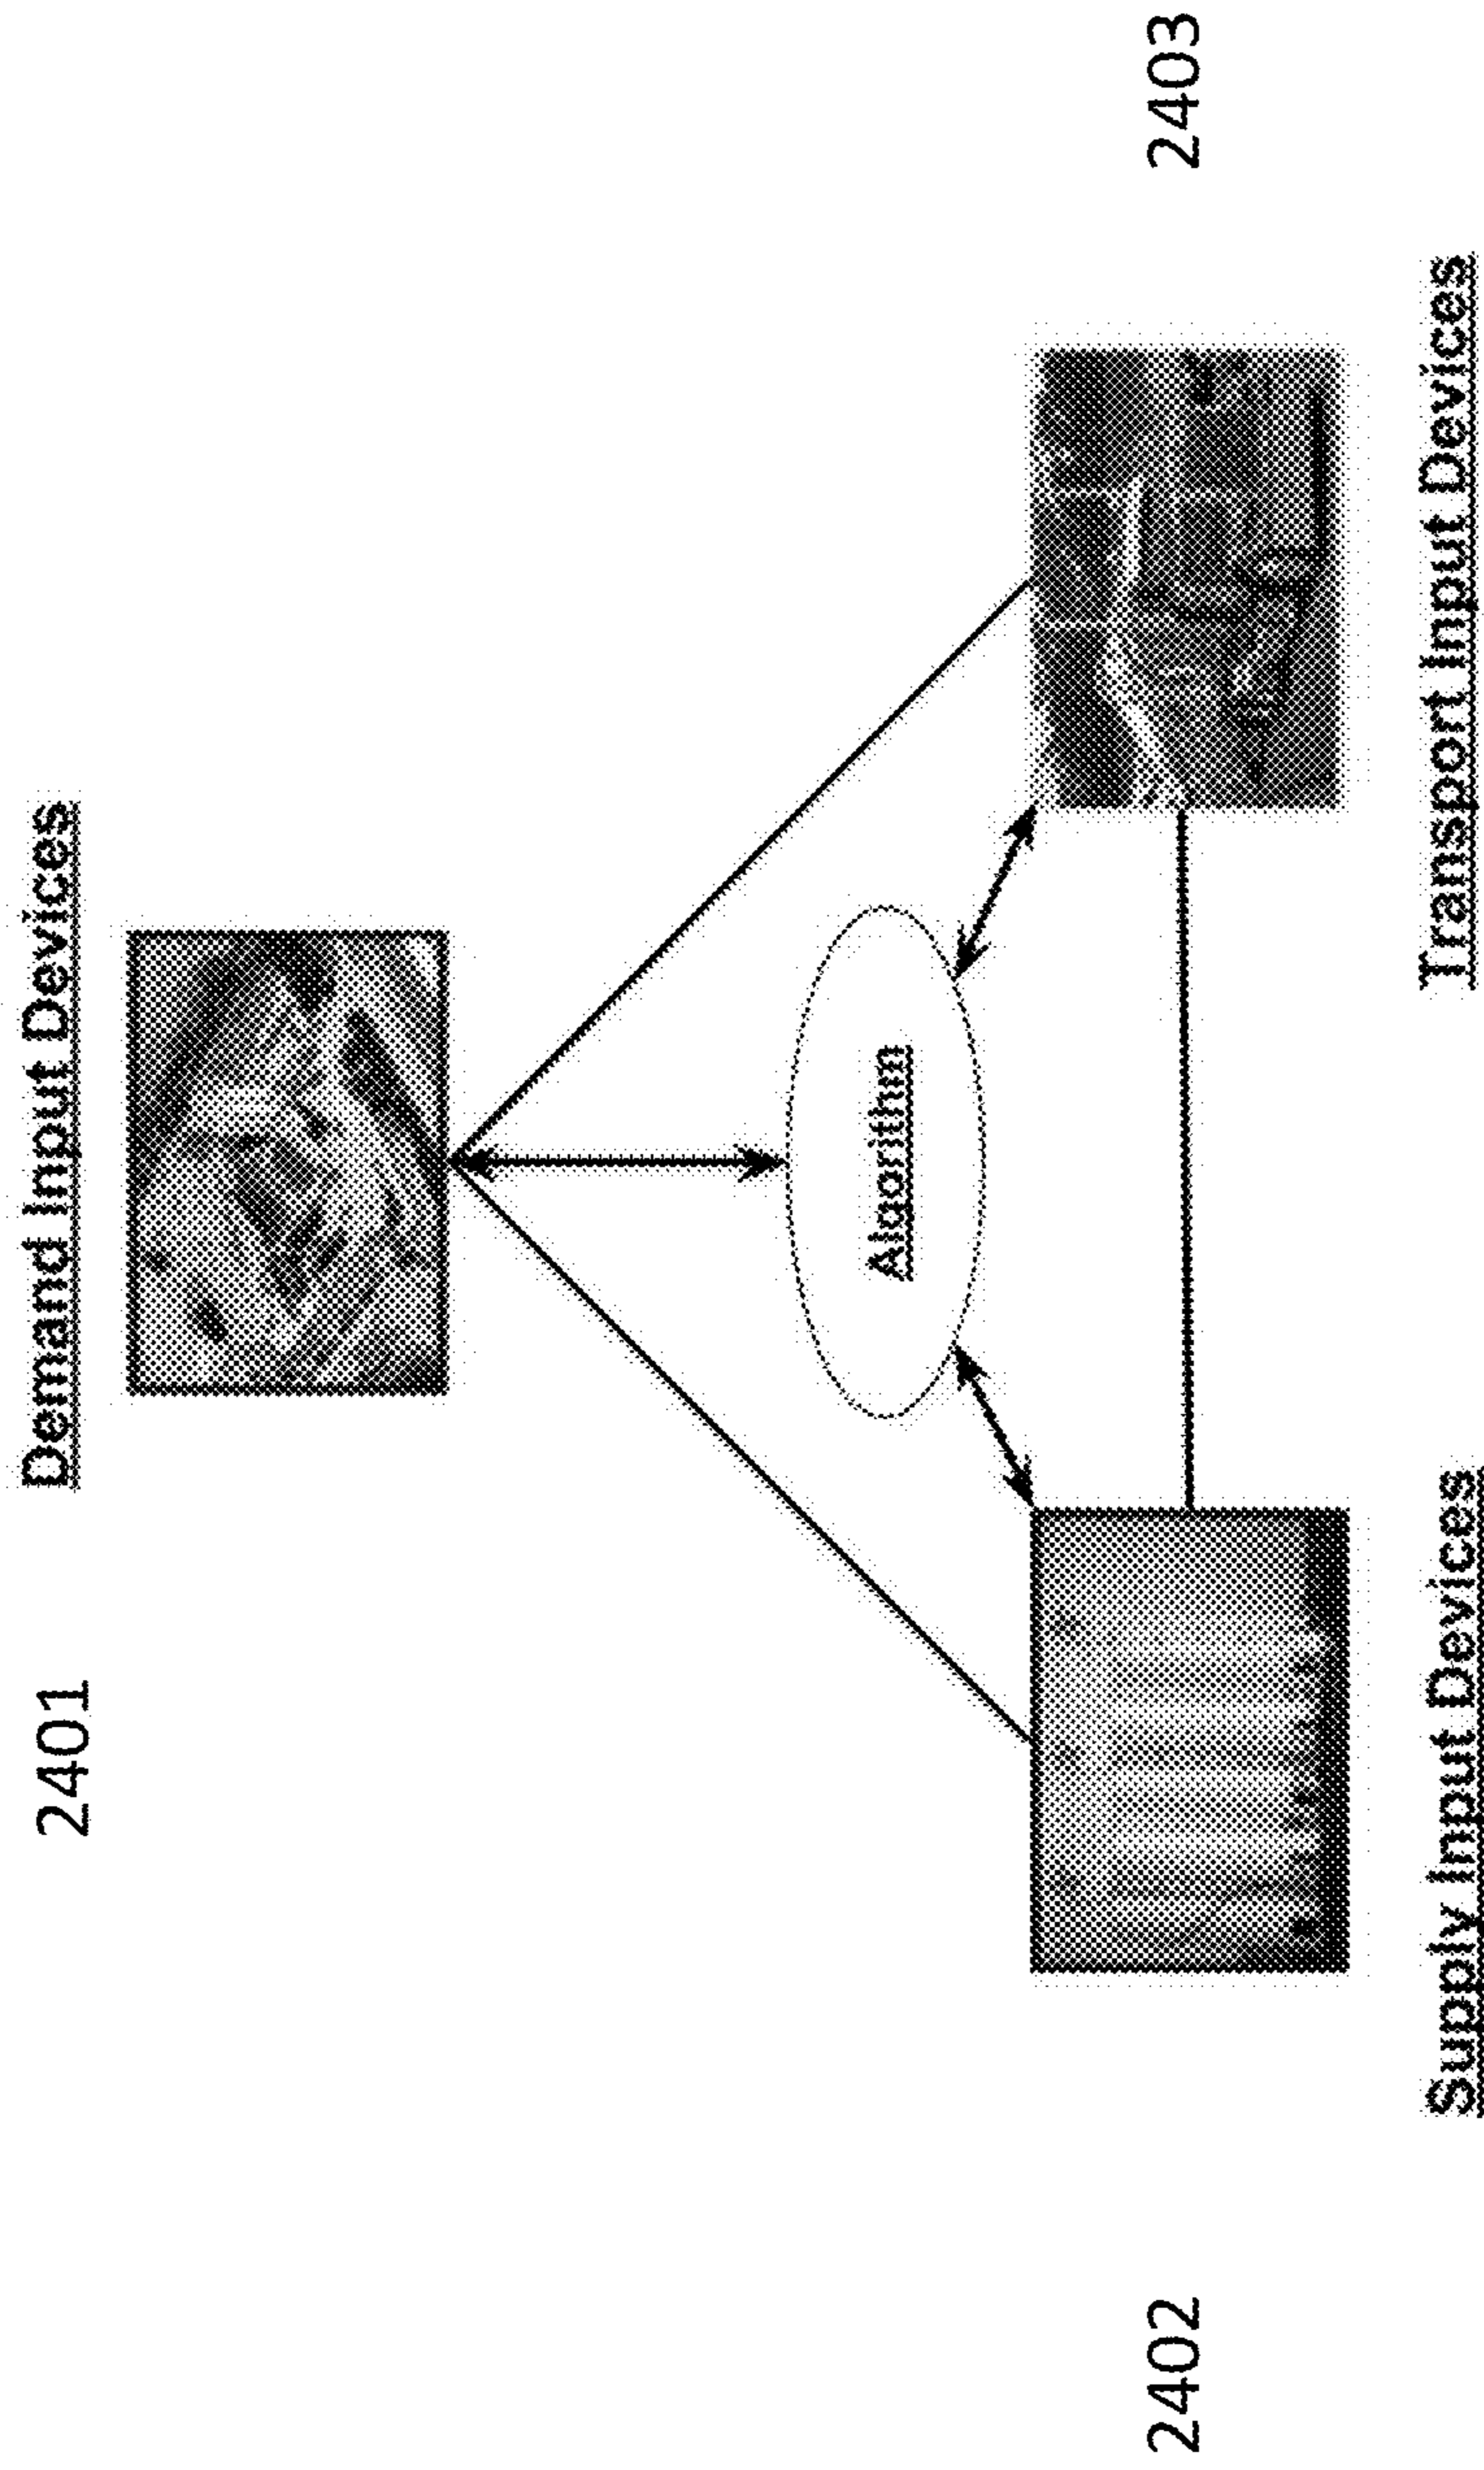 2401
Demand Input Devices
Algorithm
2402
2403
Supply Input Devices
Transport Input Devices